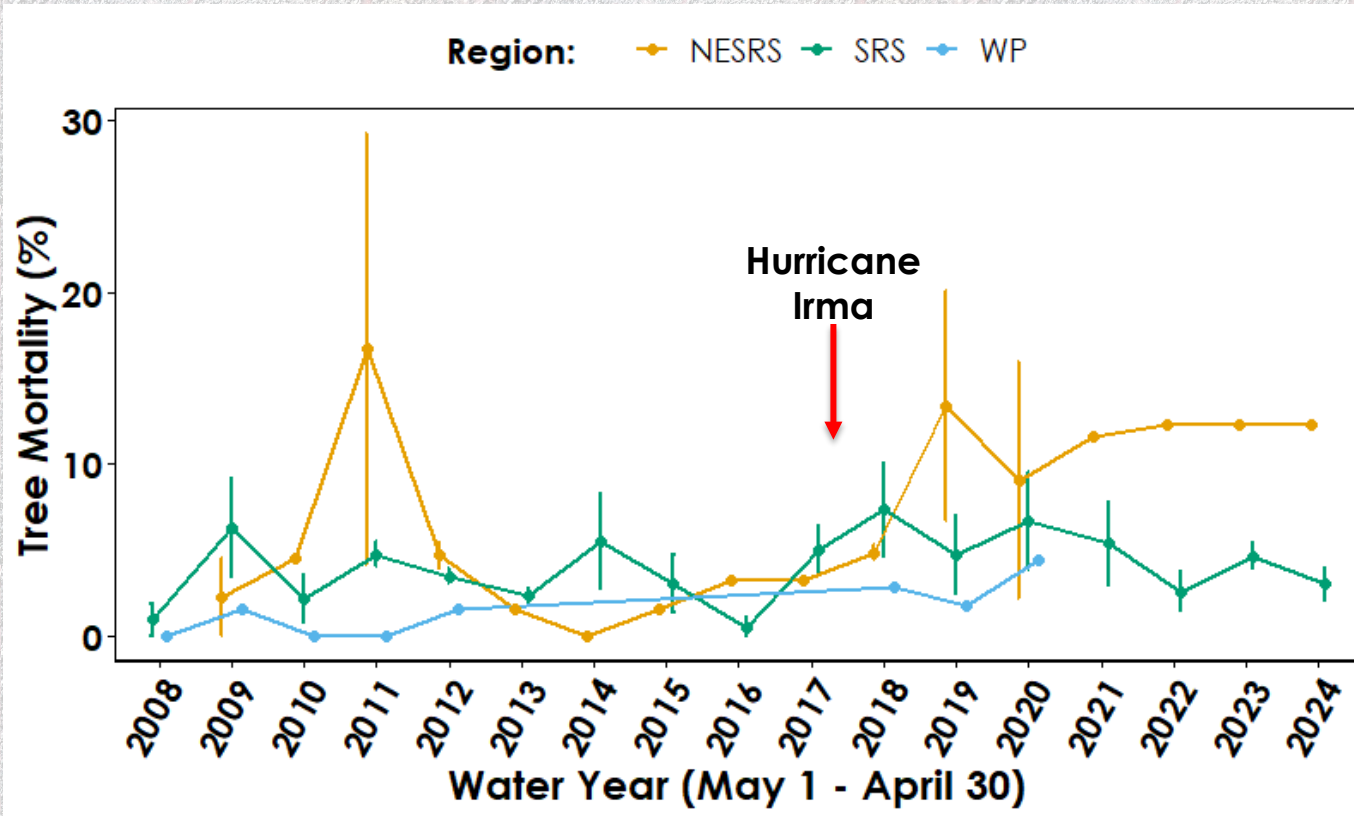 Region: NESRS SRS WP
30
20
10
0
Tree Mortality (%)
Hurricane
Irma
2008 2009 2010 2011 2012 2013 2014 2015 2016 2017 2018 2019 2020 2021 2022 2023 2024
Water Year (May 1 - April 30)